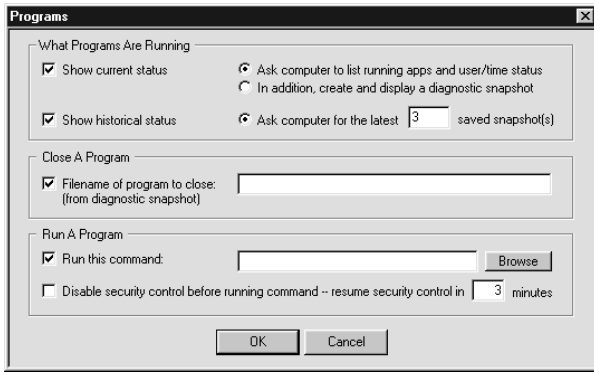 Programs
What Programs Are Running
Show current status
Ask computer to list running apps and user/time status
In addition, create and display a diagnostic snapshot
Show historical status
Ask computer for the latest 3 saved snapshot(s)
Close A Program
Filename of program to close:
(from diagnostic snapshot)
Run A Program
Run this command:
Browse
Disable security control before running command -- resume security control in 3 minutes
OK
Cancel